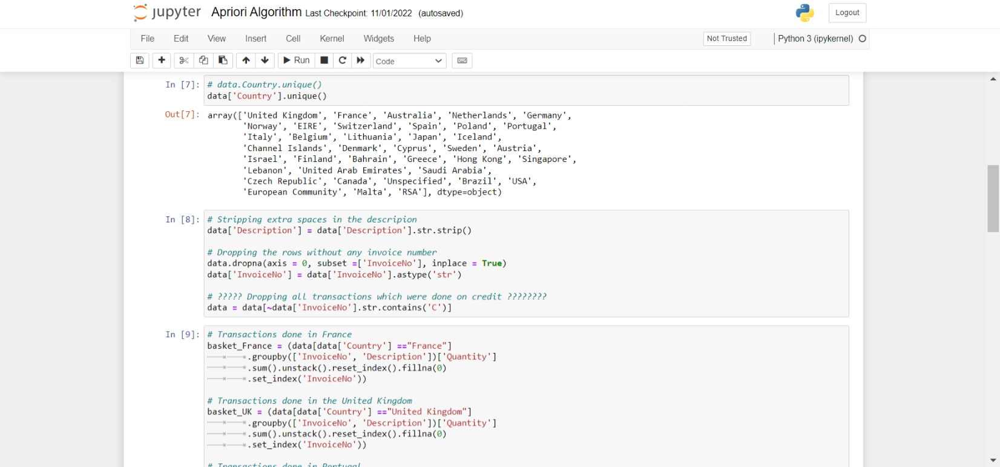 jupyter Apriori Algorithm Last Checkpoint: 11/01/2022 (autosaved) Logout
File Edit View Insert Cell Kernel Widgets Help Not Trusted Python 3 (ipykernel)
Run Code
In [7]: # data.Country.unique()
data['Country'].unique()
Out[7]: array(['United Kingdom', 'France', 'Australia', 'Netherlands', 'Germany',
'Norway', 'EIRE', 'Switzerland', 'Spain', 'Poland', 'Portugal',
'Italy', 'Belgium', 'Lithuania', 'Japan', 'Iceland',
'Channel Islands', 'Denmark', 'Cyprus', 'Sweden', 'Austria',
'Israel', 'Finland', 'Bahrain', 'Greece', 'Hong Kong', 'Singapore',
'Lebanon', 'United Arab Emirates', 'Saudi Arabia',
'Czech Republic', 'Canada', 'Unspecified', 'Brazil', 'USA',
'European Community', 'Malta', 'RSA'], dtype=object)
In [8]: # Stripping extra spaces in the descripion
data['Description'] = data['Description'].str.strip()
# Dropping the rows without any invoice number
data.dropna(axis = 0, subset =['InvoiceNo'], inplace = True)
data['InvoiceNo'] = data['InvoiceNo'].astype('str')
# ????? Dropping all transactions which were done on credit ????????
data = data[~data['InvoiceNo'].str.contains('C')]
In [9]: # Transactions done in France
basket_France = (data[data['Country'] =="France"]
.groupby(['InvoiceNo', 'Description'])['Quantity']
.sum().unstack().reset_index().fillna(0)
.set_index('InvoiceNo'))
# Transactions done in the United Kingdom
basket_UK = (data[data['Country'] =="United Kingdom"]
.groupby(['InvoiceNo', 'Description'])['Quantity']
.sum().unstack().reset_index().fillna(0)
.set_index('InvoiceNo'))
# Transactions done in Portugal